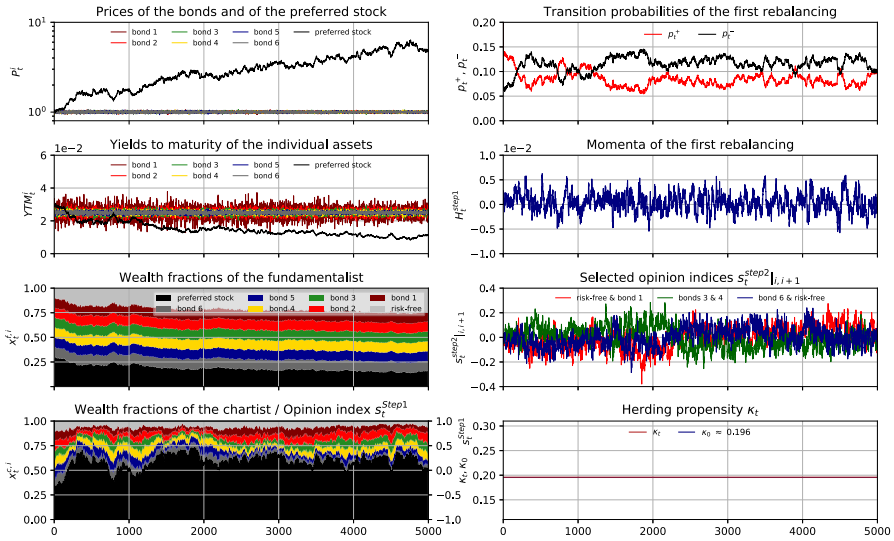 Prices of the bonds and of the preferred stock
10¹
10⁰
P_t^i
bond 1 bond 3 bond 5 preferred stock
bond 2 bond 4 bond 6
Transition probabilities of the first rebalancing
0.20
0.15
0.10
0.05
0.00
p_t^+, p_t^-
p_t^+ p_t^-
Yields to maturity of the individual assets
1e−2
6
4
2
0
YTM_t^i
bond 1 bond 3 bond 5 preferred stock
bond 2 bond 4 bond 6
Momenta of the first rebalancing
1e−2
1.0
0.5
0.0
−0.5
−1.0
H_t^{step1}
Wealth fractions of the fundamentalist
1.00
0.75
0.50
0.25
x_t^{f,i}
preferred stock bond 5 bond 3 bond 1
bond 6 bond 4 bond 2 risk-free
Selected opinion indices s_t^{step2}|_{i,i+1}
0.4
0.2
0.0
−0.2
−0.4
s_t^{step2}|_{i,i+1}
risk-free & bond 1 bonds 3 & 4 bond 6 & risk-free
Wealth fractions of the chartist / Opinion index s_t^{Step1}
1.00
0.75
0.50
0.25
0.00
x_t^{c,i}
1.0
0.5
0.0
−0.5
−1.0
s_t^{Step1}
0 1000 2000 3000 4000 5000
Herding propensity κ_t
0.30
0.25
0.20
0.15
κ_t, κ_0
κ_t κ_0 ≈ 0.196
0 1000 2000 3000 4000 5000